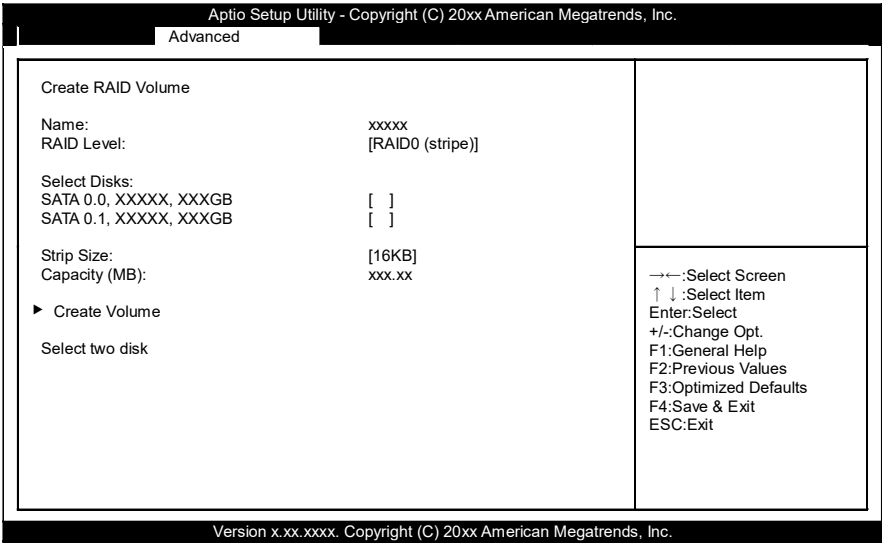 Aptio Setup Utility - Copyright (C) 20xx American Megatrends, Inc.
Advanced
Create RAID Volume
Name: xxxxx
RAID Level: [RAID0 (stripe)]
Select Disks:
SATA 0.0, XXXXX, XXXGB [ ]
SATA 0.1, XXXXX, XXXGB [ ]
Strip Size: [16KB]
Capacity (MB): xxx.xx
▶ Create Volume
Select two disk
→←:Select Screen
↑↓:Select Item
Enter:Select
+/-:Change Opt.
F1:General Help
F2:Previous Values
F3:Optimized Defaults
F4:Save & Exit
ESC:Exit
Version x.xx.xxxx. Copyright (C) 20xx American Megatrends, Inc.